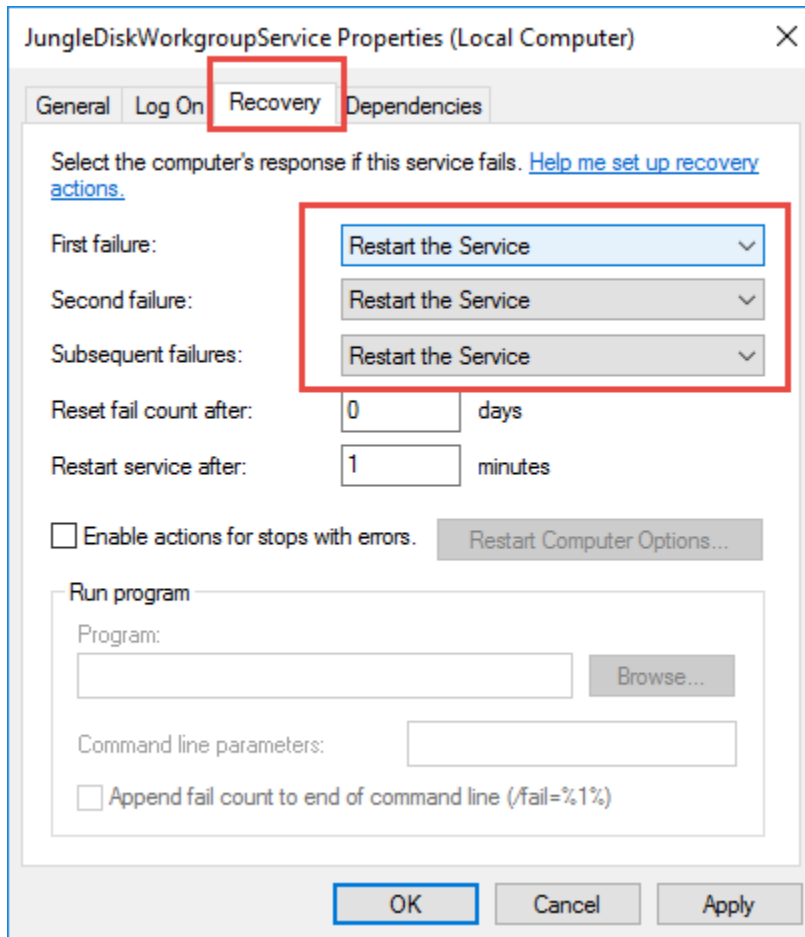 JungleDiskWorkgroupService Properties (Local Computer)
General Log On Recovery Dependencies
Select the computer's response if this service fails. Help me set up recovery
actions.
First failure: Restart the Service
Second failure: Restart the Service
Subsequent failures: Restart the Service
Reset fail count after: 0 days
Restart service after: 1 minutes
Enable actions for stops with errors. Restart Computer Options...
Run program
Program:
Browse...
Command line parameters:
Append fail count to end of command line (/fail=%1%)
OK Cancel Apply